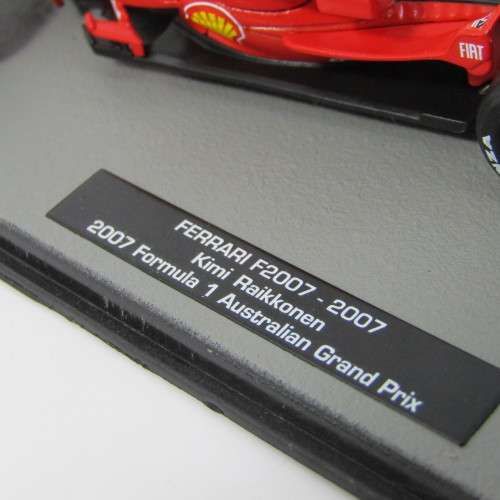 FIAT
FERRARI F2007 - 2007
Kimi Raikkonen
2007 Formula 1 Australian Grand Prix